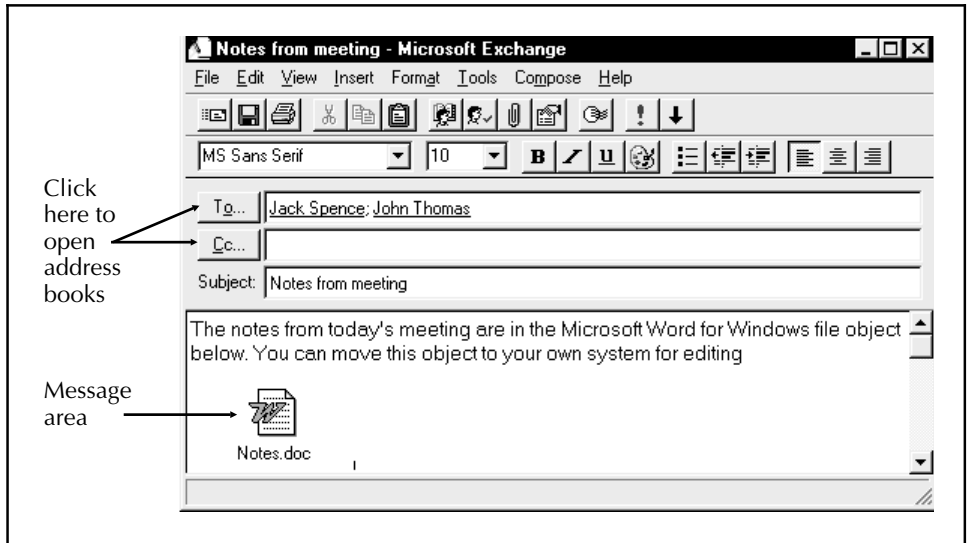 Notes from meeting - Microsoft Exchange
File Edit View Insert Format Tools Compose Help
MS Sans Serif 10 B I U
Click
here to
open
address
books
To... Jack Spence; John Thomas
Cc...
Subject: Notes from meeting
The notes from today's meeting are in the Microsoft Word for Windows file object
below. You can move this object to your own system for editing
Message
area
W
Notes.doc